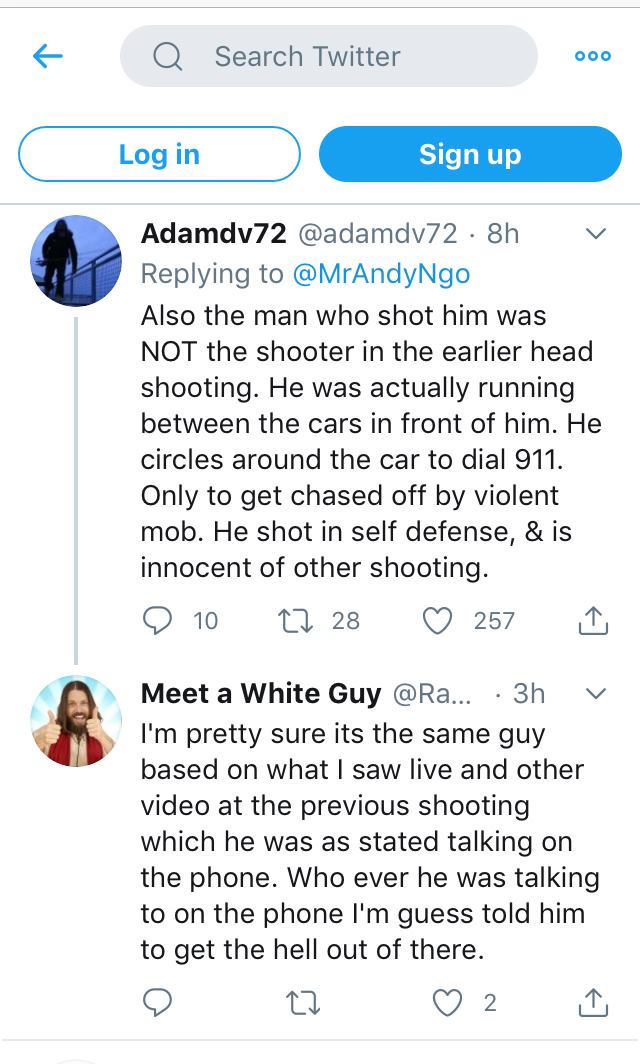 Search Twitter
Log in
Sign up
Adamdv72 @adamdv72 · 8h
Replying to @MrAndyNgo
Also the man who shot him was
NOT the shooter in the earlier head
shooting. He was actually running
between the cars in front of him. He
circles around the car to dial 911.
Only to get chased off by violent
mob. He shot in self defense, & is
innocent of other shooting.
10 28 257
Meet a White Guy @Ra... · 3h
I'm pretty sure its the same guy
based on what I saw live and other
video at the previous shooting
which he was as stated talking on
the phone. Who ever he was talking
to on the phone I'm guess told him
to get the hell out of there.
2